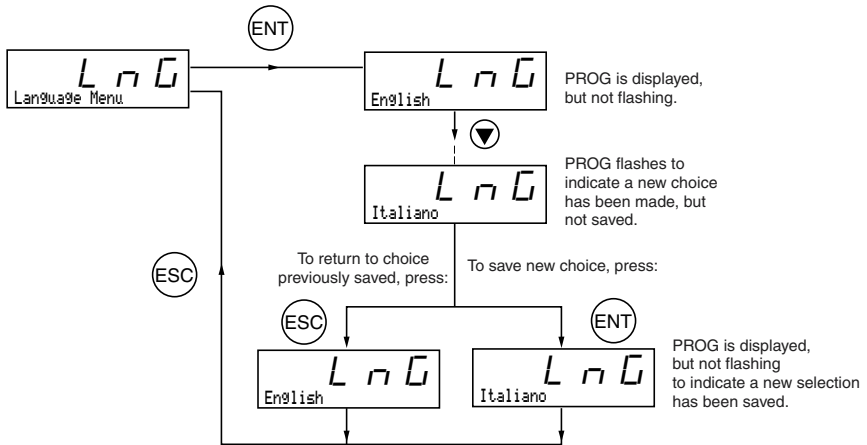 ENT
LnG
Language Menu
LnG
English
PROG is displayed,
but not flashing.
PROG flashes to
indicate a new choice
has been made, but
not saved.
LnG
Italiano
ESC
To return to choice
previously saved, press:
To save new choice, press:
ESC
ENT
LnG
English
LnG
Italiano
PROG is displayed,
but not flashing
to indicate a new selection
has been saved.